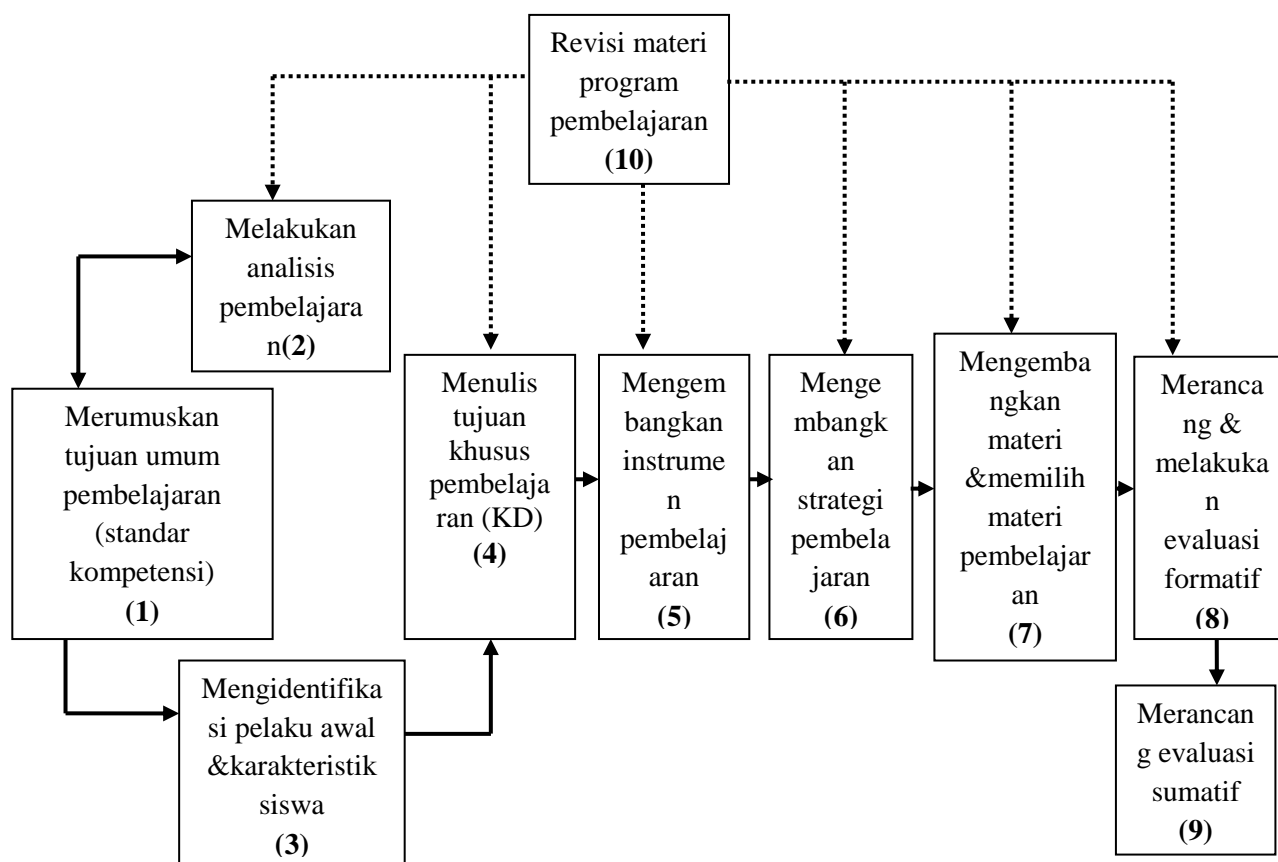 Revisi materi
program
pembelajaran
(10)
Melakukan
analisis
pembelajara
n(2)
Merumuskan
tujuan umum
pembelajaran
(standar
kompetensi)
(1)
Mengidentifika
si pelaku awal
&karakteristik
siswa
(3)
Menulis
tujuan
khusus
pembelaja
ran (KD)
(4)
Mengem
bangkan
instrume
n
pembelaj
aran
(5)
Menge
mbangk
an
strategi
pembela
jaran
(6)
Mengemba
ngkan
materi
&memilih
materi
pembelajar
an
(7)
Meranca
ng &
melakuka
n
evaluasi
formatif
(8)
Merancan
g evaluasi
sumatif
(9)